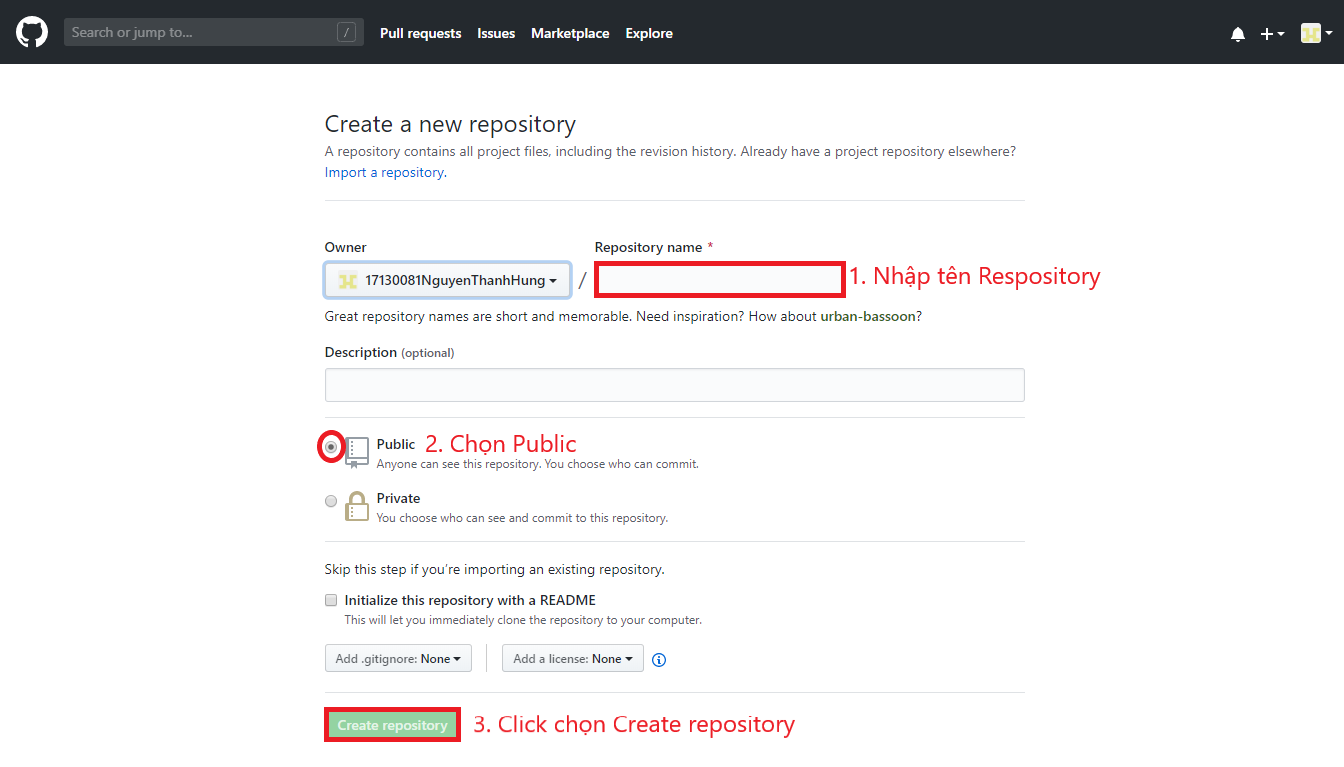 Search or jump to... /
Pull requests Issues Marketplace Explore
Create a new repository
A repository contains all project files, including the revision history. Already have a project repository elsewhere?
Import a repository.
Owner
Repository name *
17130081NguyenThanhHung / 1. Nhập tên Respository
Great repository names are short and memorable. Need inspiration? How about urban-bassoon?
Description (optional)
Public 2. Chọn Public
Anyone can see this repository. You choose who can commit.
Private
You choose who can see and commit to this repository.
Skip this step if you’re importing an existing repository.
Initialize this repository with a README
This will let you immediately clone the repository to your computer.
Add .gitignore: None Add a license: None
Create repository 3. Click chọn Create repository